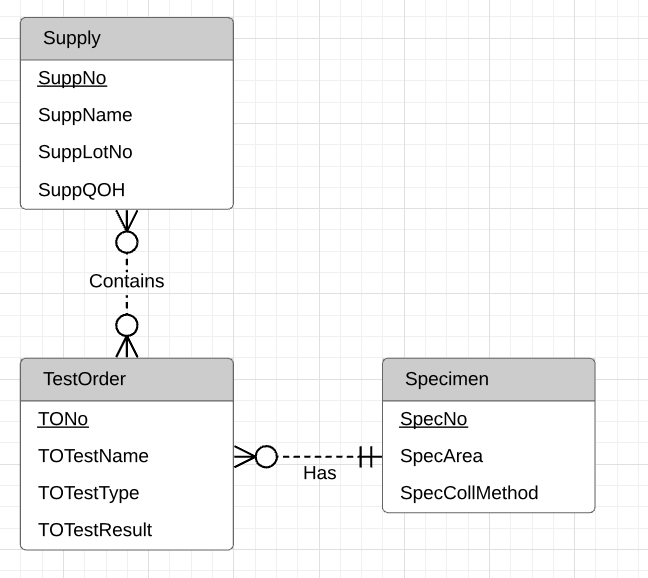 Supply
SuppNo
SuppName
SuppLotNo
SuppQOH
Contains
TestOrder
TONo
TOTestName
TOTestType
TOTestResult
Has
Specimen
SpecNo
SpecArea
SpecCollMethod